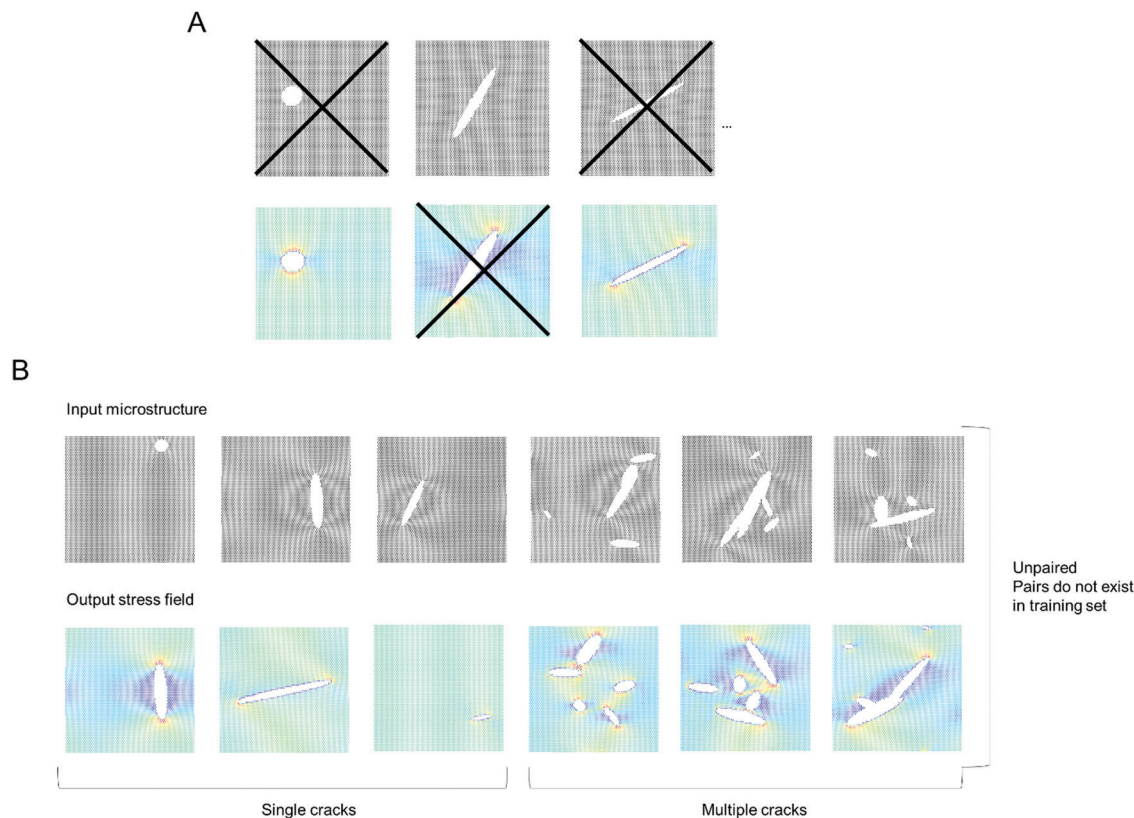 A
...
B
Input microstructure
Output stress field
Unpaired
Pairs do not exist
in training set
Single cracks
Multiple cracks